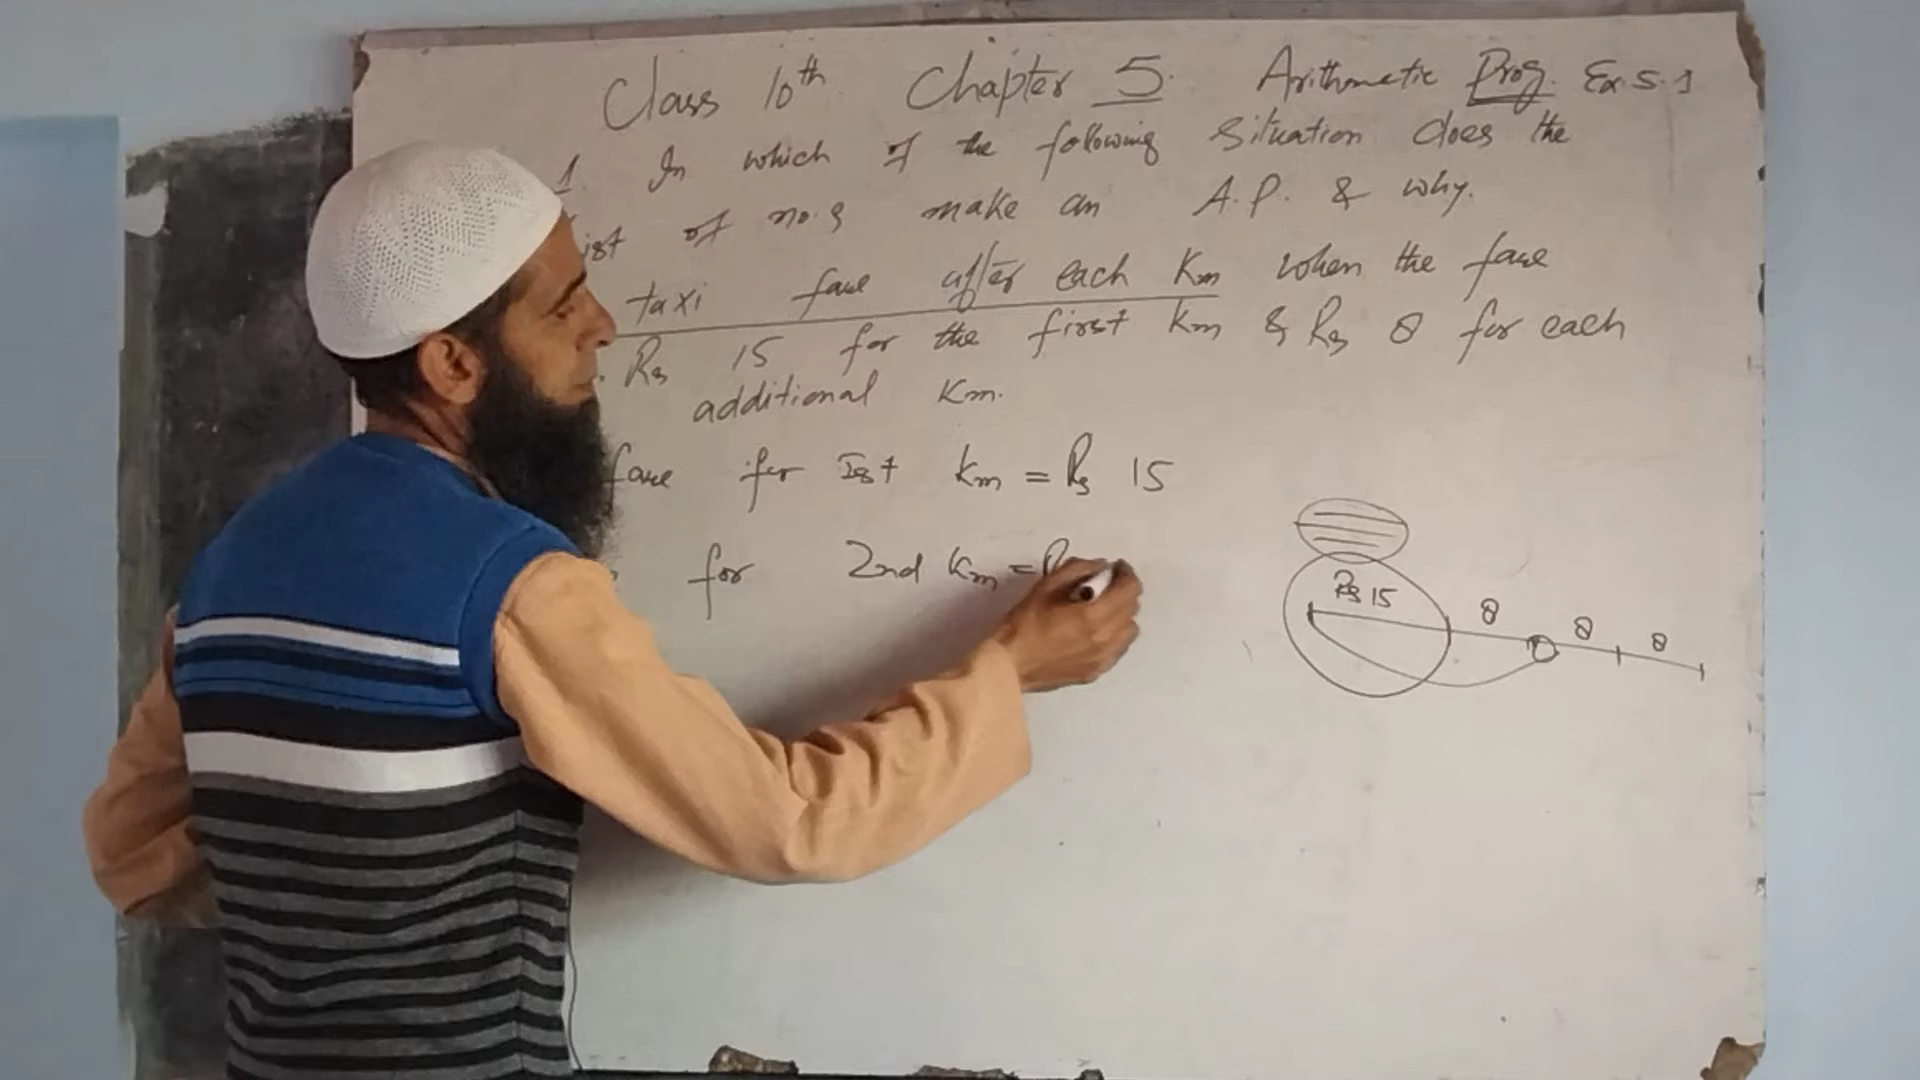 Class 10th Chapter 5. Arithmetic Prog. Ex. 5.1
1. In which of the following situation does the
ist of no.s make an A.P. & why.
taxi fare after each Km when the fare
Rs 15 for the first Km & Rs 8 for each
additional Km.
fare for Ist Km = Rs 15
for 2nd Km =
Rs 15 8 8 8